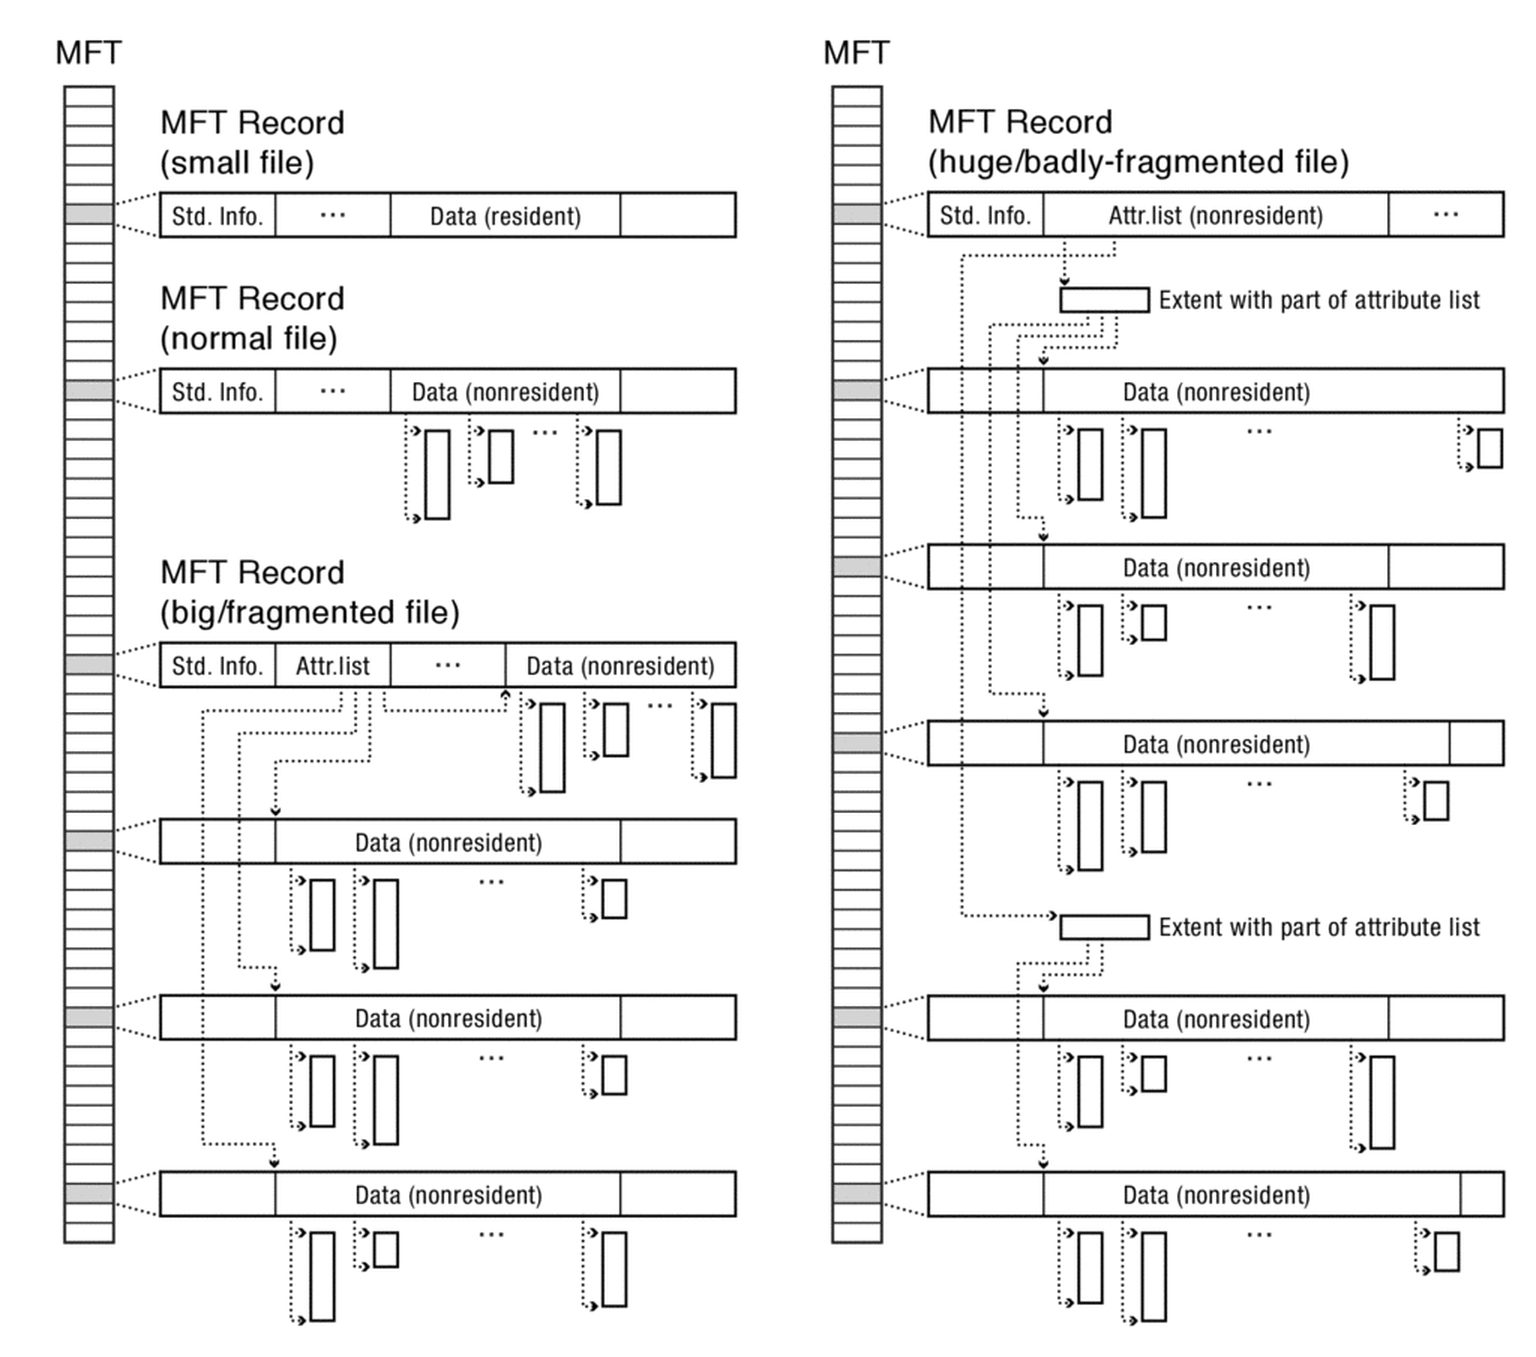 MFT
MFT Record
(small file)
Std. Info.
...
Data (resident)
MFT Record
(normal file)
Std. Info.
...
Data (nonresident)
...
MFT Record
(big/fragmented file)
Std. Info.
Attr.list
...
Data (nonresident)
...
Data (nonresident)
...
Data (nonresident)
...
Data (nonresident)
...
MFT
MFT Record
(huge/badly-fragmented file)
Std. Info.
Attr.list (nonresident)
...
Extent with part of attribute list
Data (nonresident)
...
Data (nonresident)
...
Data (nonresident)
...
Extent with part of attribute list
Data (nonresident)
...
Data (nonresident)
...